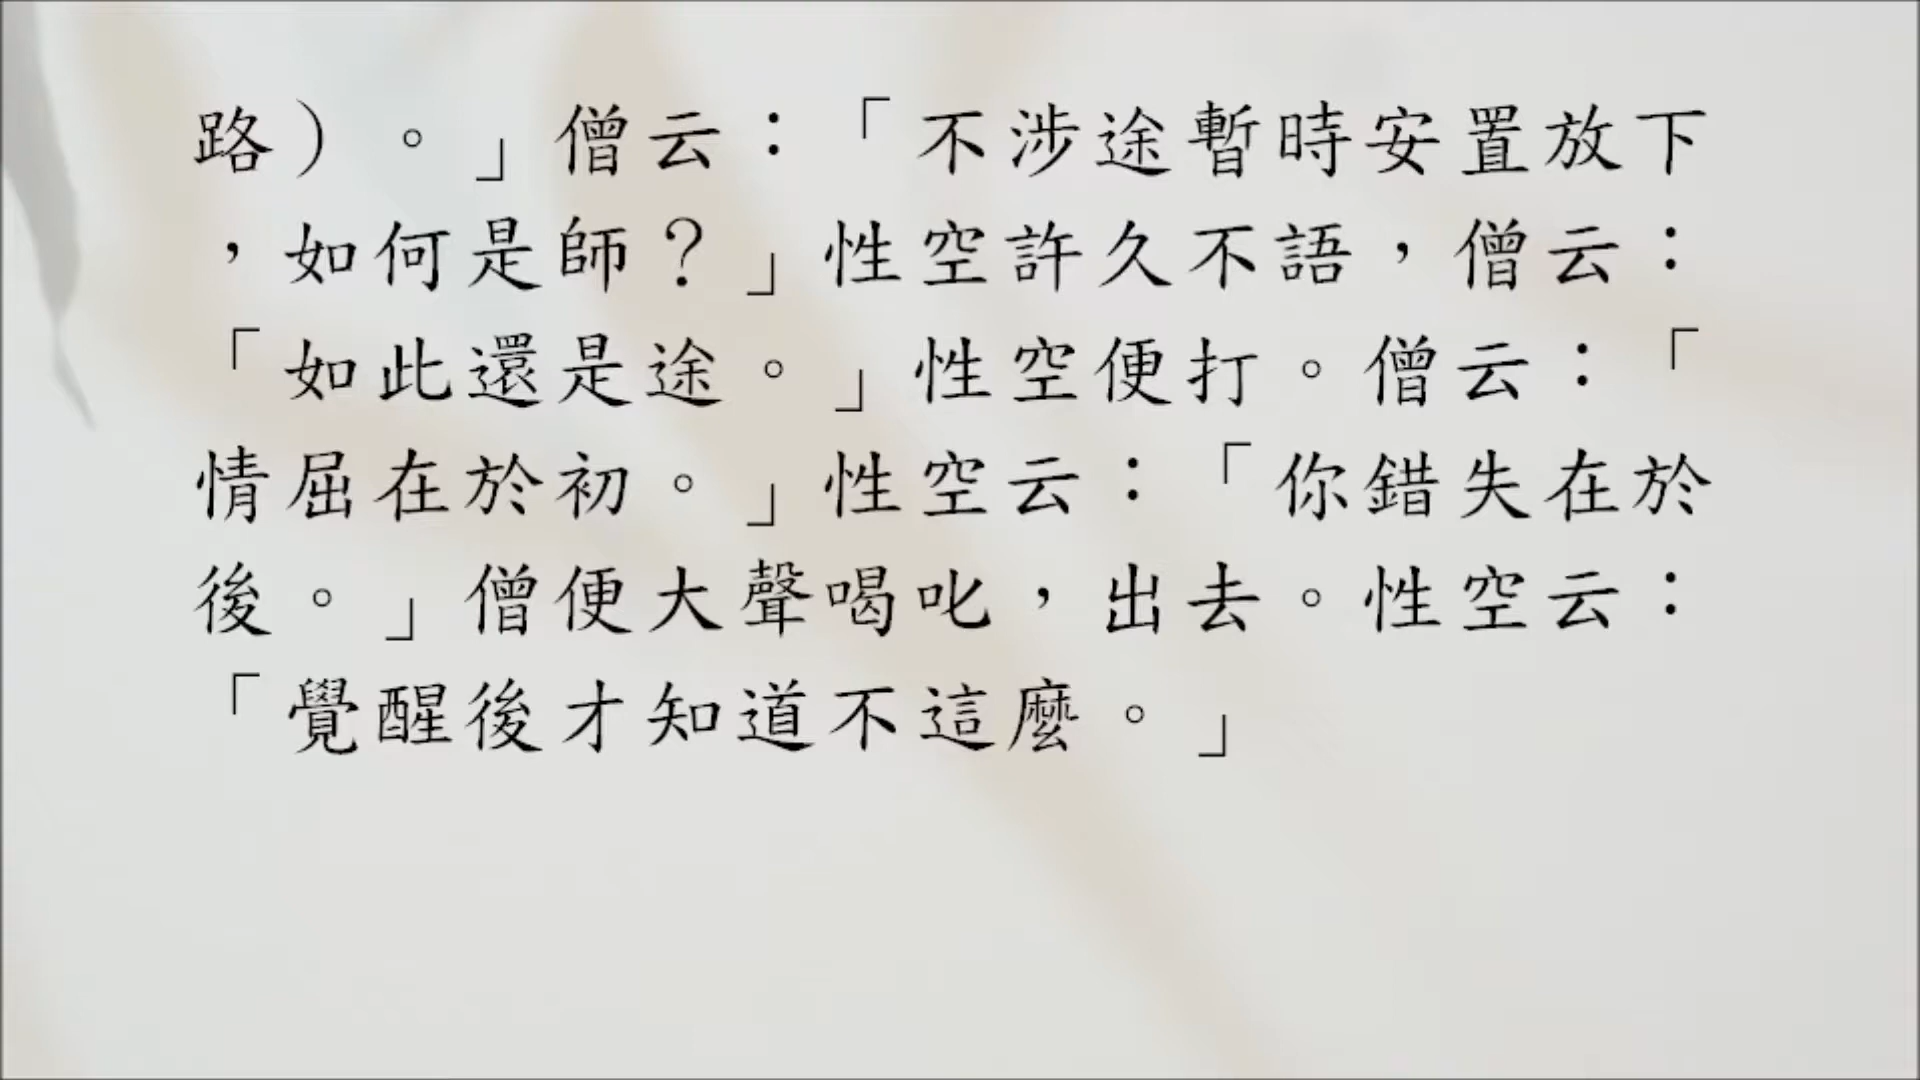 路）。」僧云：「不涉途暫時安置放下
，如何是師？」性空許久不語，僧云：
「如此還是途。」性空便打。僧云：「
情屈在於初。」性空云：「你錯失在於
後。」僧便大聲喝叱，出去。性空云：
「覺醒後才知道不這麼。」